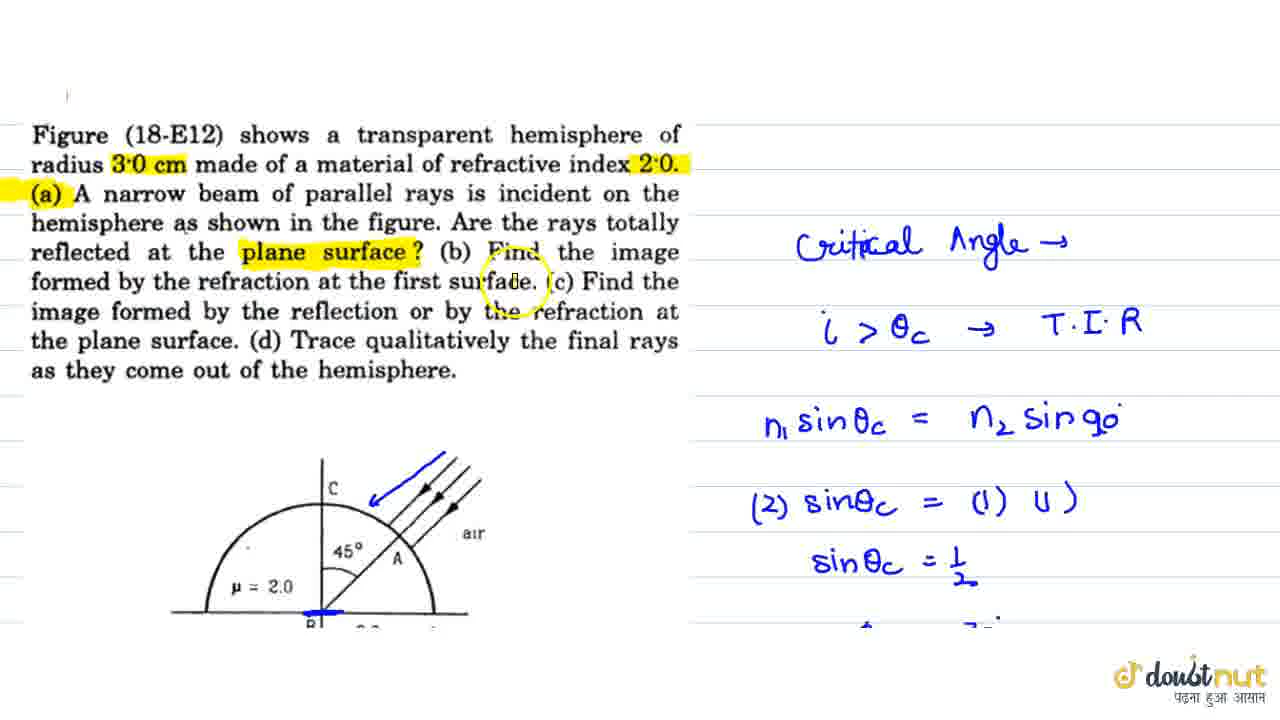 Figure (18-E12) shows a transparent hemisphere of
radius 3·0 cm made of a material of refractive index 2·0.
(a) A narrow beam of parallel rays is incident on the
hemisphere as shown in the figure. Are the rays totally
reflected at the plane surface? (b) Find the image
formed by the refraction at the first surface. (c) Find the
image formed by the reflection or by the refraction at
the plane surface. (d) Trace qualitatively the final rays
as they come out of the hemisphere.
C
air
45°
A
μ = 2.0
B
Critical Angle →
i > θc → T.I.R
n₁ sinθc = n₂ sin90°
(2) sinθc = (1) (1)
sinθc = 1/2
doubtnut
पढ़ना हुआ आसान